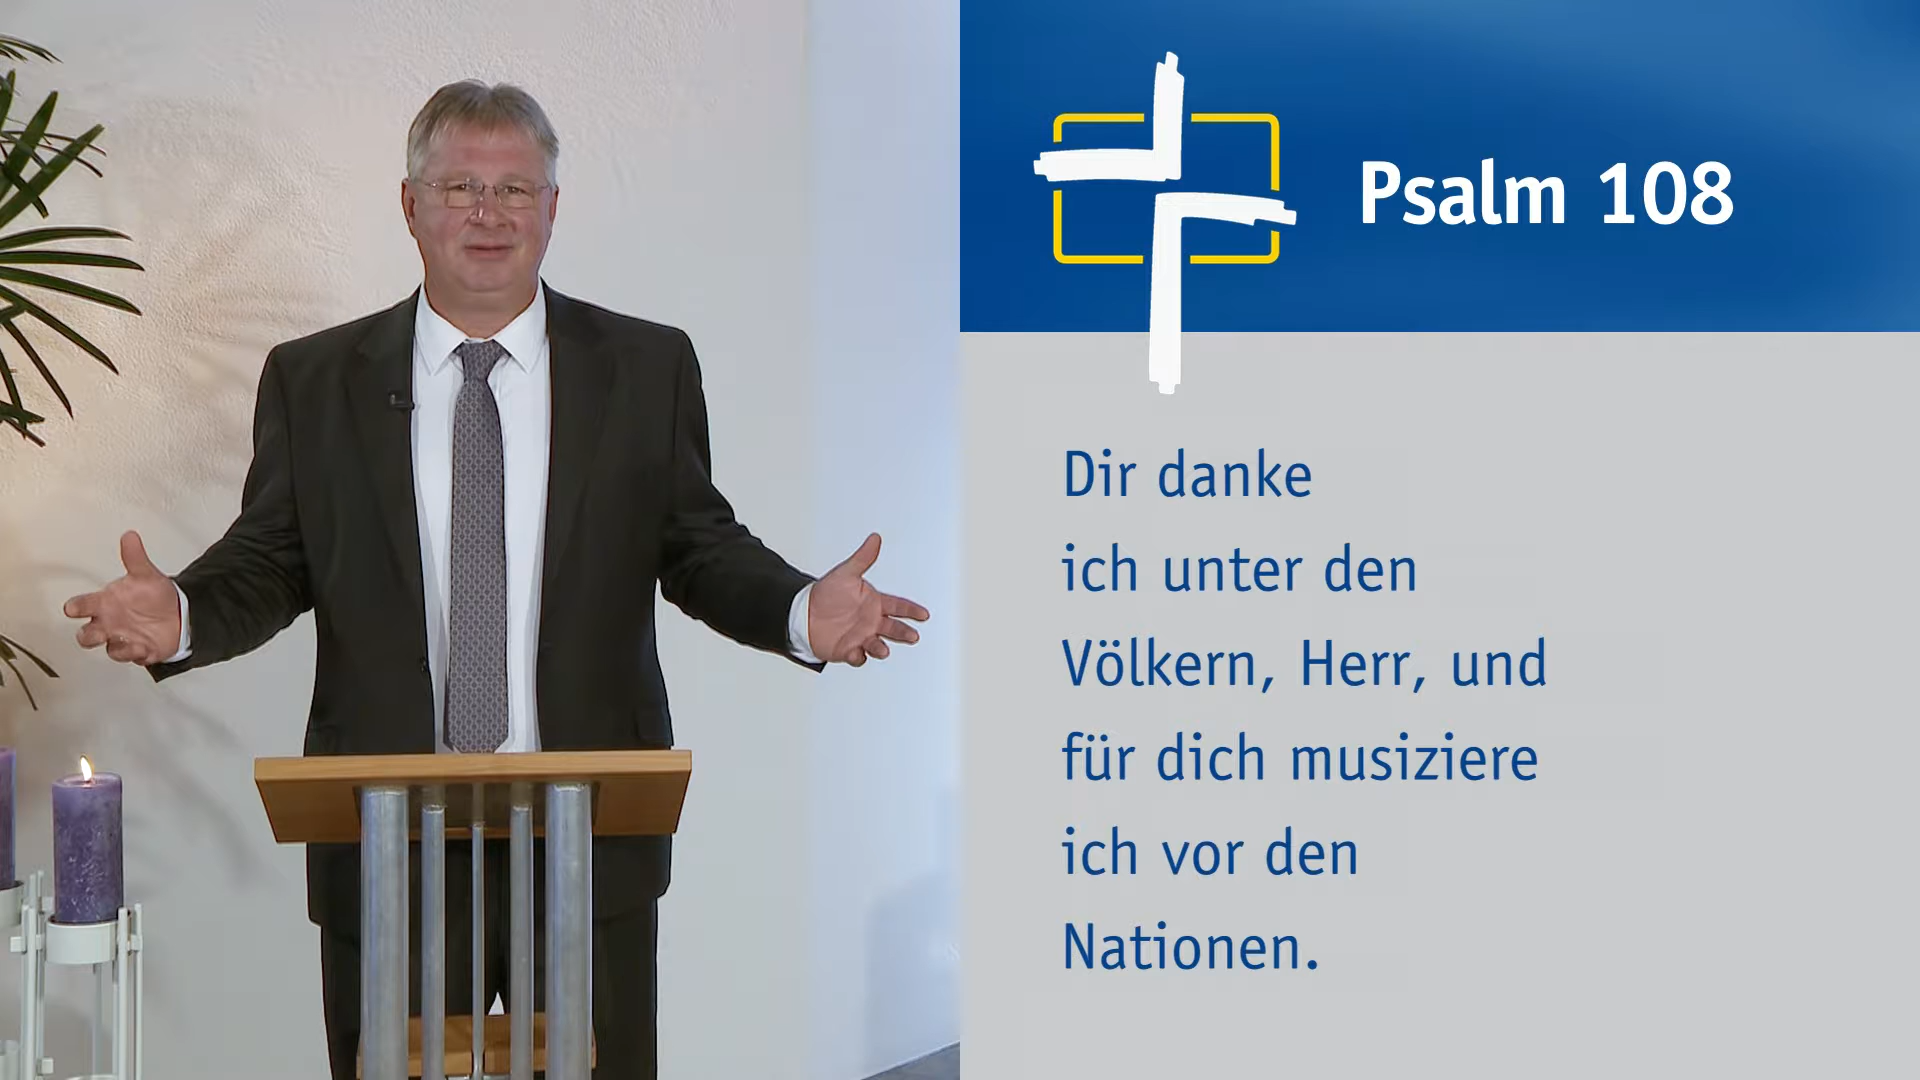 Psalm 108
Dir danke
ich unter den
Völkern, Herr, und
für dich musiziere
ich vor den
Nationen.